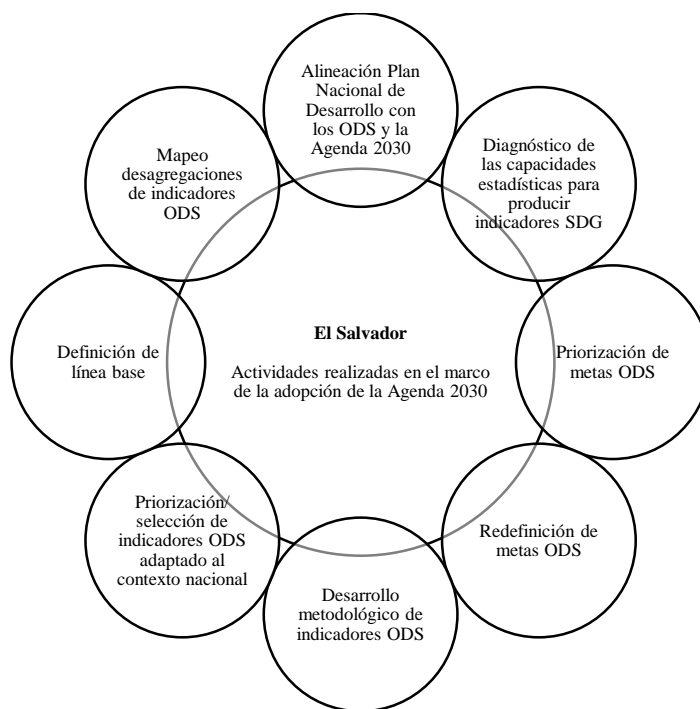 Alineación Plan
Nacional de
Desarrollo con
los ODS y la
Agenda 2030
Diagnóstico de
las capacidades
estadísticas para
producir
indicadores SDG
Priorización de
metas ODS
Redefinición de
metas ODS
Desarrollo
metodológico de
indicadores ODS
Priorización/
selección de
indicadores ODS
adaptado al
contexto nacional
Definición de
línea base
Mapeo
desagregaciones
de indicadores
ODS
El Salvador
Actividades realizadas en el marco
de la adopción de la Agenda 2030